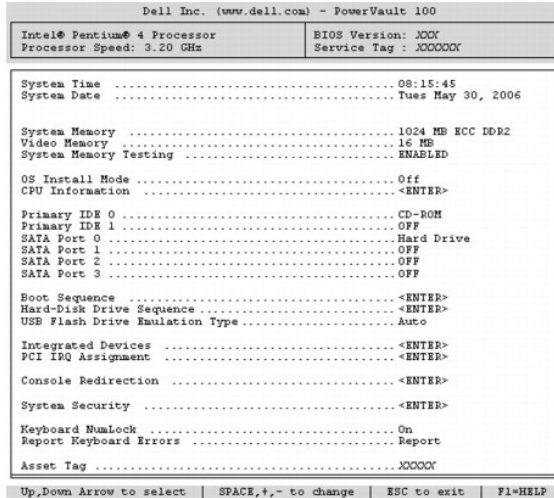 Dell Inc. (www.dell.com) - PowerVault 100
Intel® Pentium® 4 Processor
Processor Speed: 3.20 GHz
BIOS Version: XXX
Service Tag : XXXXXX
System Time ........................................ 08:15:45
System Date ........................................ Tues May 30, 2006
System Memory ...................................... 1024 MB ECC DDR2
Video Memory ....................................... 16 MB
System Memory Testing .............................. ENABLED
OS Install Mode .................................... Off
CPU Information .................................... <ENTER>
Primary IDE 0 ...................................... CD-ROM
Primary IDE 1 ...................................... OFF
SATA Port 0 ........................................ Hard Drive
SATA Port 1 ........................................ OFF
SATA Port 2 ........................................ OFF
SATA Port 3 ........................................ OFF
Boot Sequence ...................................... <ENTER>
Hard-Disk Drive Sequence ........................... <ENTER>
USB Flash Drive Emulation Type ..................... Auto
Integrated Devices ................................. <ENTER>
PCI IRQ Assignment ................................. <ENTER>
Console Redirection ................................ <ENTER>
System Security .................................... <ENTER>
Keyboard NumLock ................................... On
Report Keyboard Errors ............................. Report
Asset Tag .......................................... XXXXX
Up,Down Arrow to select | SPACE,+,- to change | ESC to exit | F1=HELP